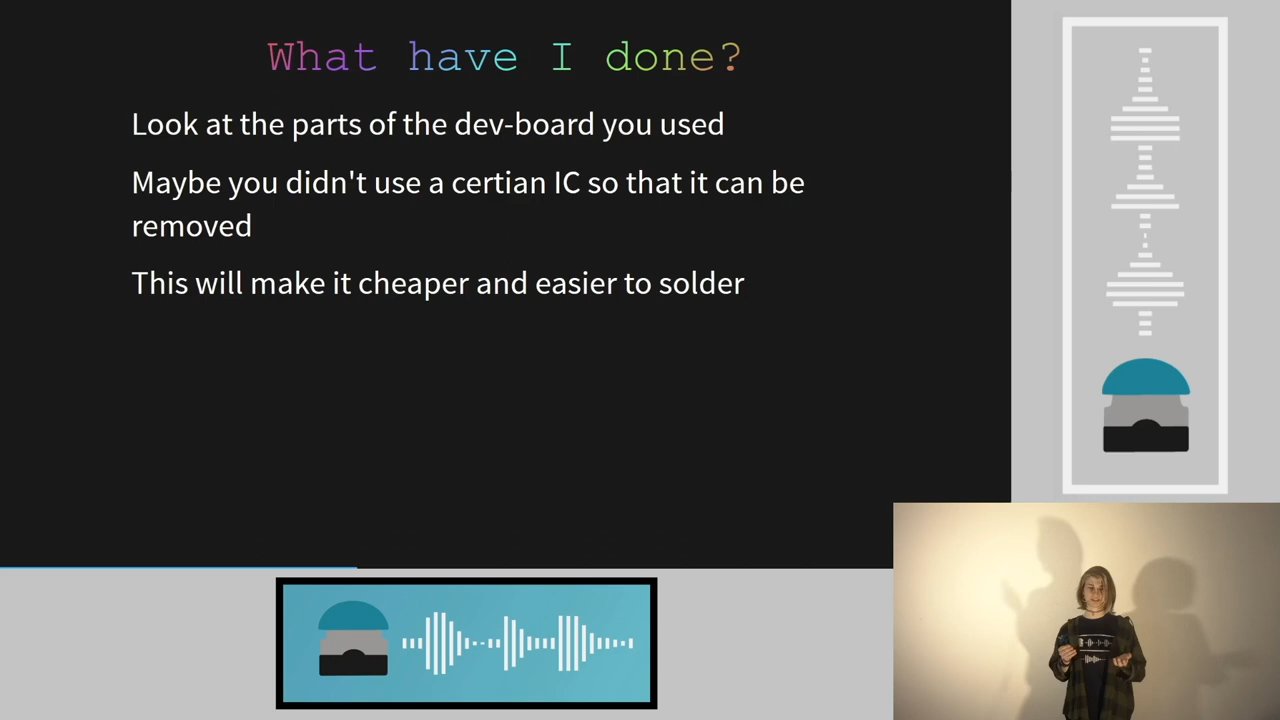 What have I done?
Look at the parts of the dev-board you used
Maybe you didn't use a certian IC so that it can be
removed
This will make it cheaper and easier to solder